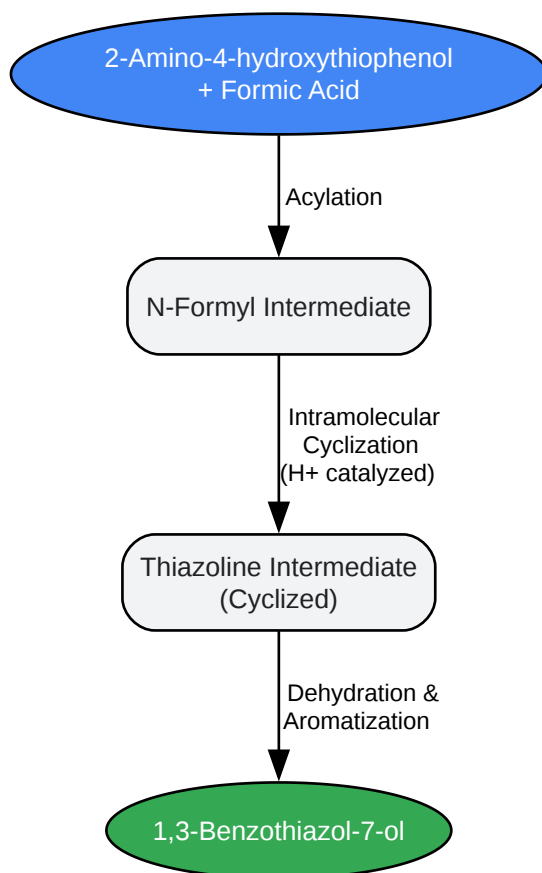 2-Amino-4-hydroxythiophenol
+ Formic Acid
Acylation
N-Formyl Intermediate
Intramolecular
Cyclization
(H+ catalyzed)
Thiazoline Intermediate
(Cyclized)
Dehydration &
Aromatization
1,3-Benzothiazol-7-ol